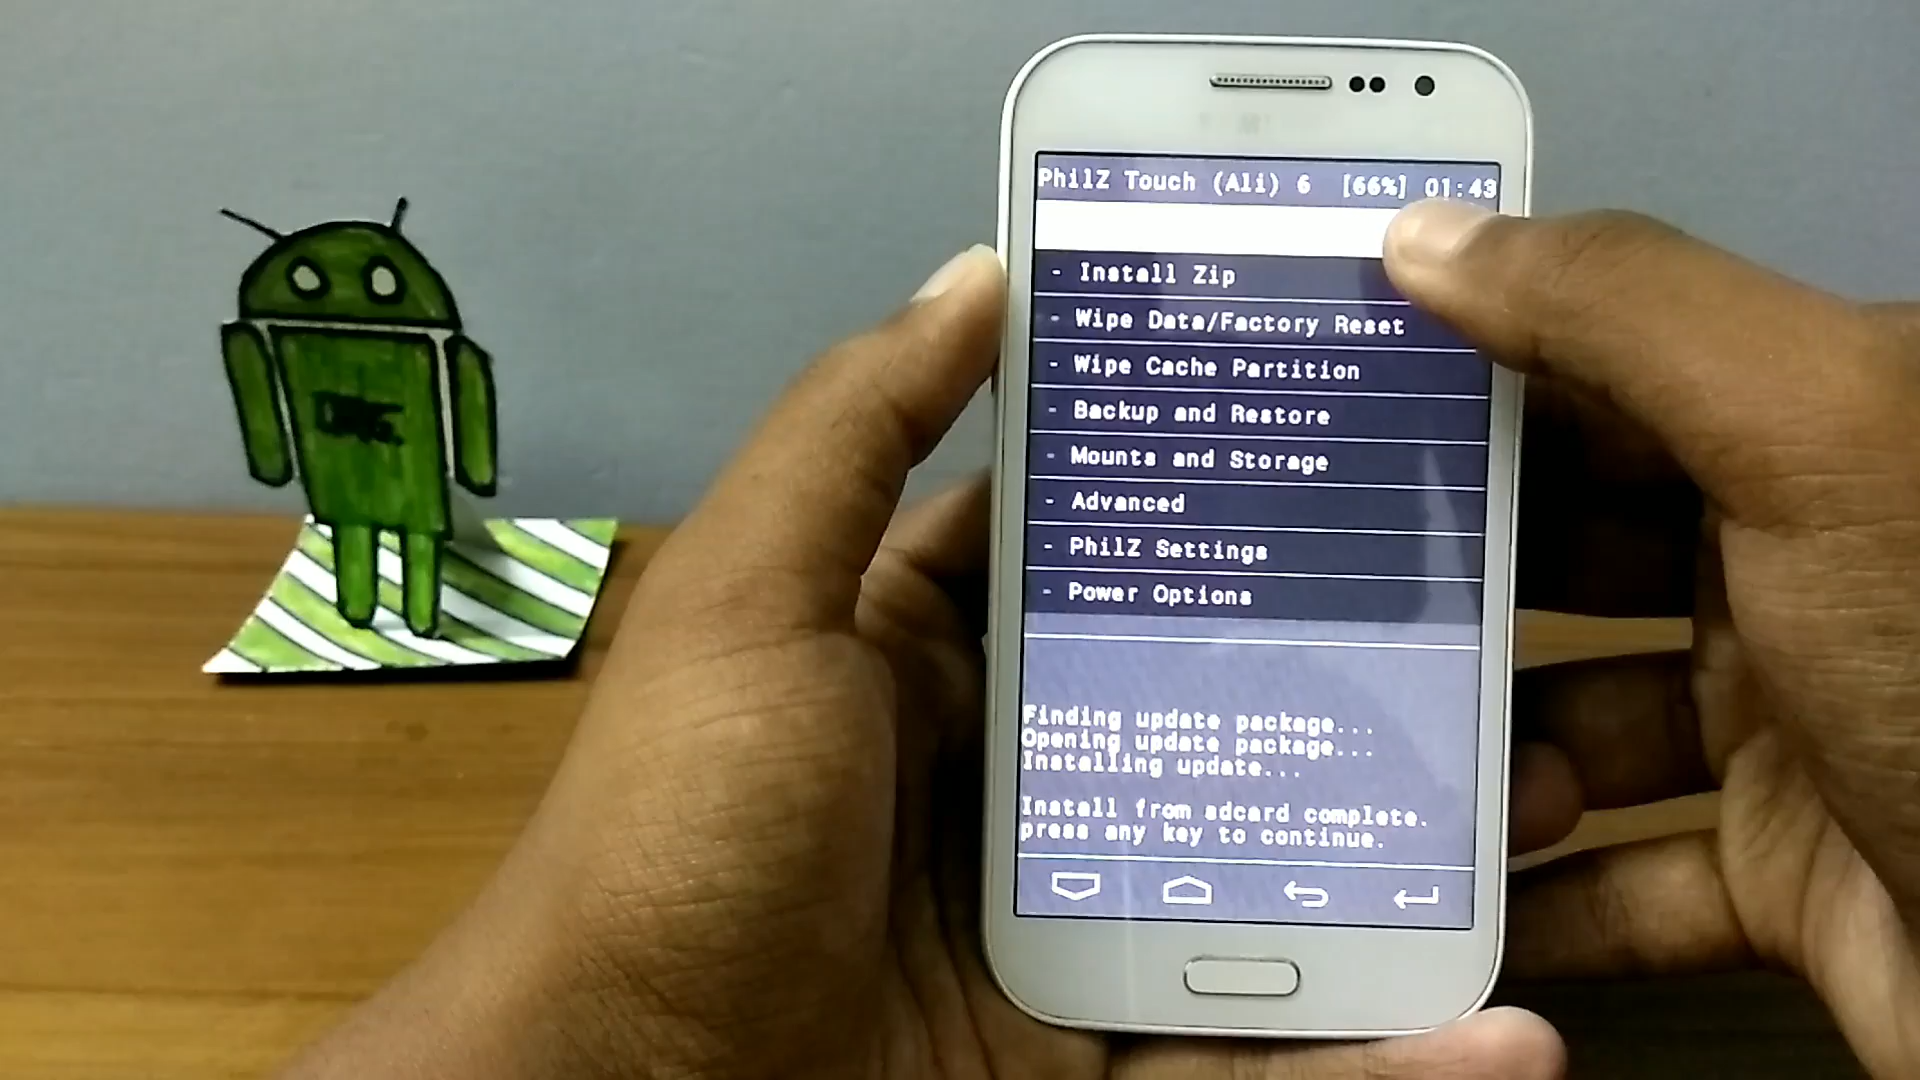 PhilZ Touch (Ali) 6 [66%] 01:43
- Install Zip
- Wipe Data/Factory Reset
- Wipe Cache Partition
- Backup and Restore
- Mounts and Storage
- Advanced
- PhilZ Settings
- Power Options
Finding update package...
Opening update package...
Installing update...
Install from sdcard complete.
press any key to continue.